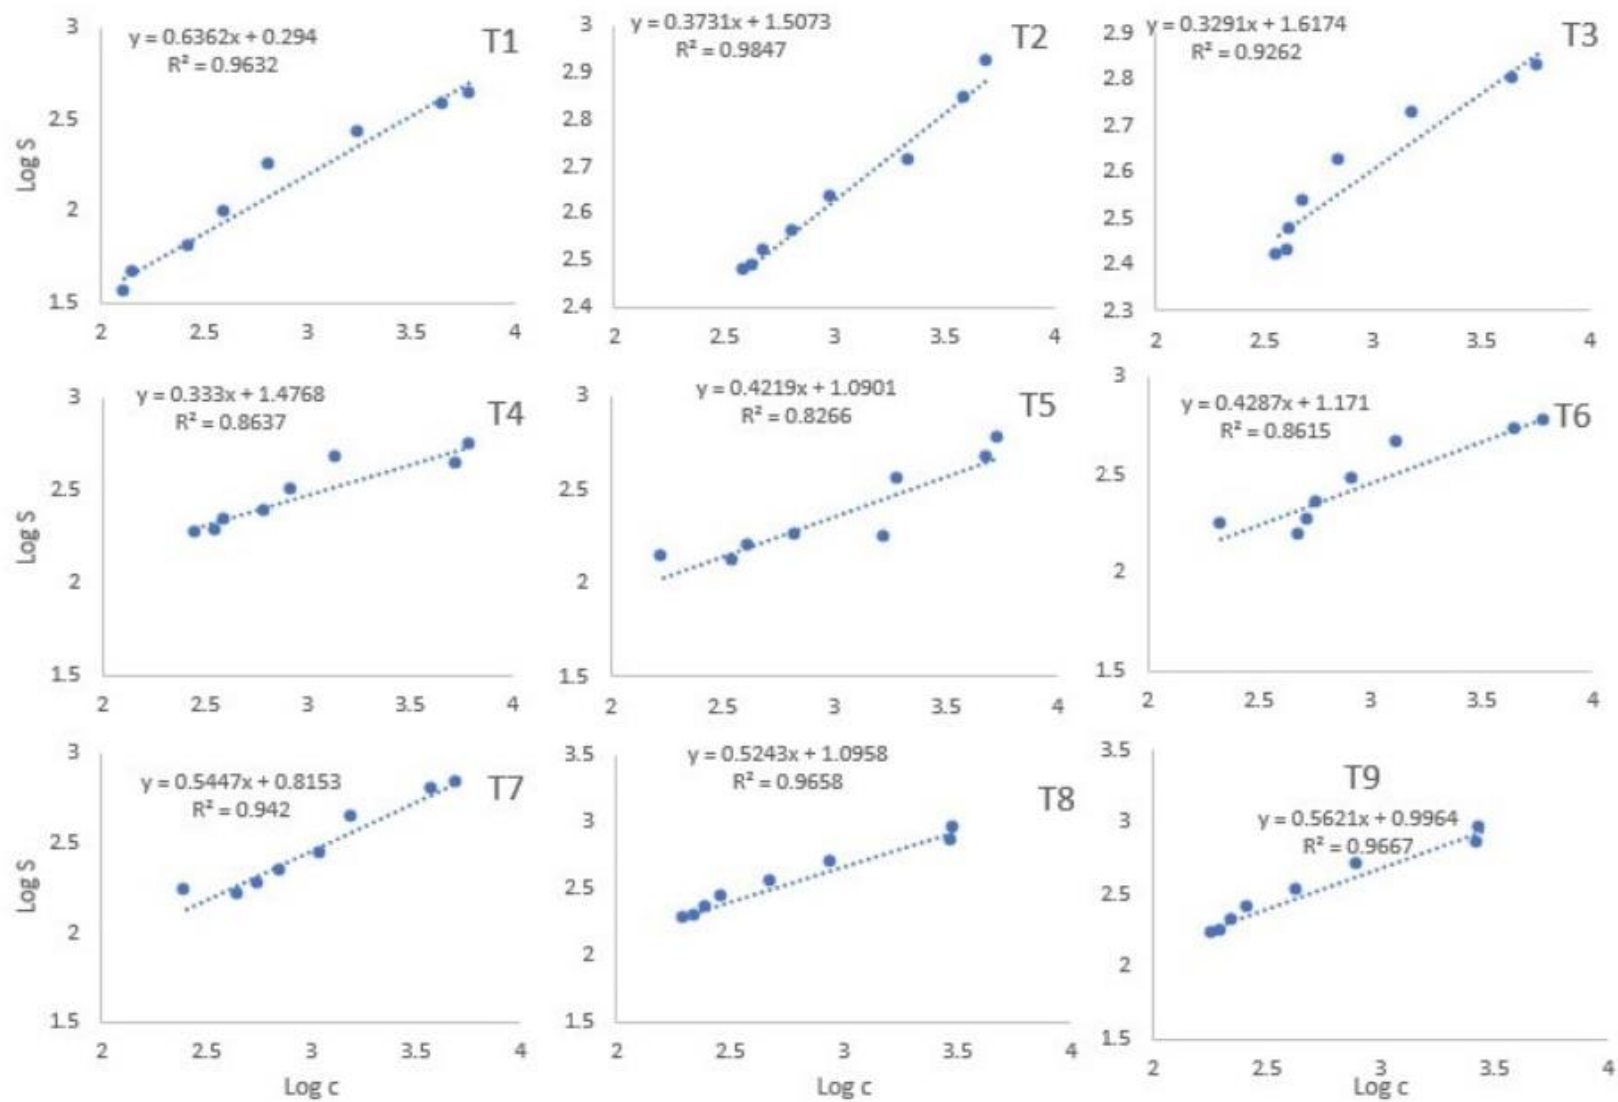 y = 0.6362x + 0.294
R² = 0.9632
T1
3
2.5
2
1.5
Log S
2 2.5 3 3.5 4
y = 0.3731x + 1.5073
R² = 0.9847
T2
3
2.9
2.8
2.7
2.6
2.5
2.4
2 2.5 3 3.5 4
y = 0.3291x + 1.6174
R² = 0.9262
T3
2.9
2.8
2.7
2.6
2.5
2.4
2.3
2 2.5 3 3.5 4
y = 0.333x + 1.4768
R² = 0.8637
T4
3
2.5
2
1.5
Log S
2 2.5 3 3.5 4
y = 0.4219x + 1.0901
R² = 0.8266
T5
3
2.5
2
1.5
2 2.5 3 3.5 4
y = 0.4287x + 1.171
R² = 0.8615
T6
3
2.5
2
1.5
2 2.5 3 3.5 4
y = 0.5447x + 0.8153
R² = 0.942
T7
3
2.5
2
1.5
Log S
2 2.5 3 3.5 4
Log c
y = 0.5243x + 1.0958
R² = 0.9658
T8
3.5
3
2.5
2
1.5
2 2.5 3 3.5 4
Log c
T9
y = 0.5621x + 0.9964
R² = 0.9667
3.5
3
2.5
2
1.5
2 2.5 3 3.5 4
Log c